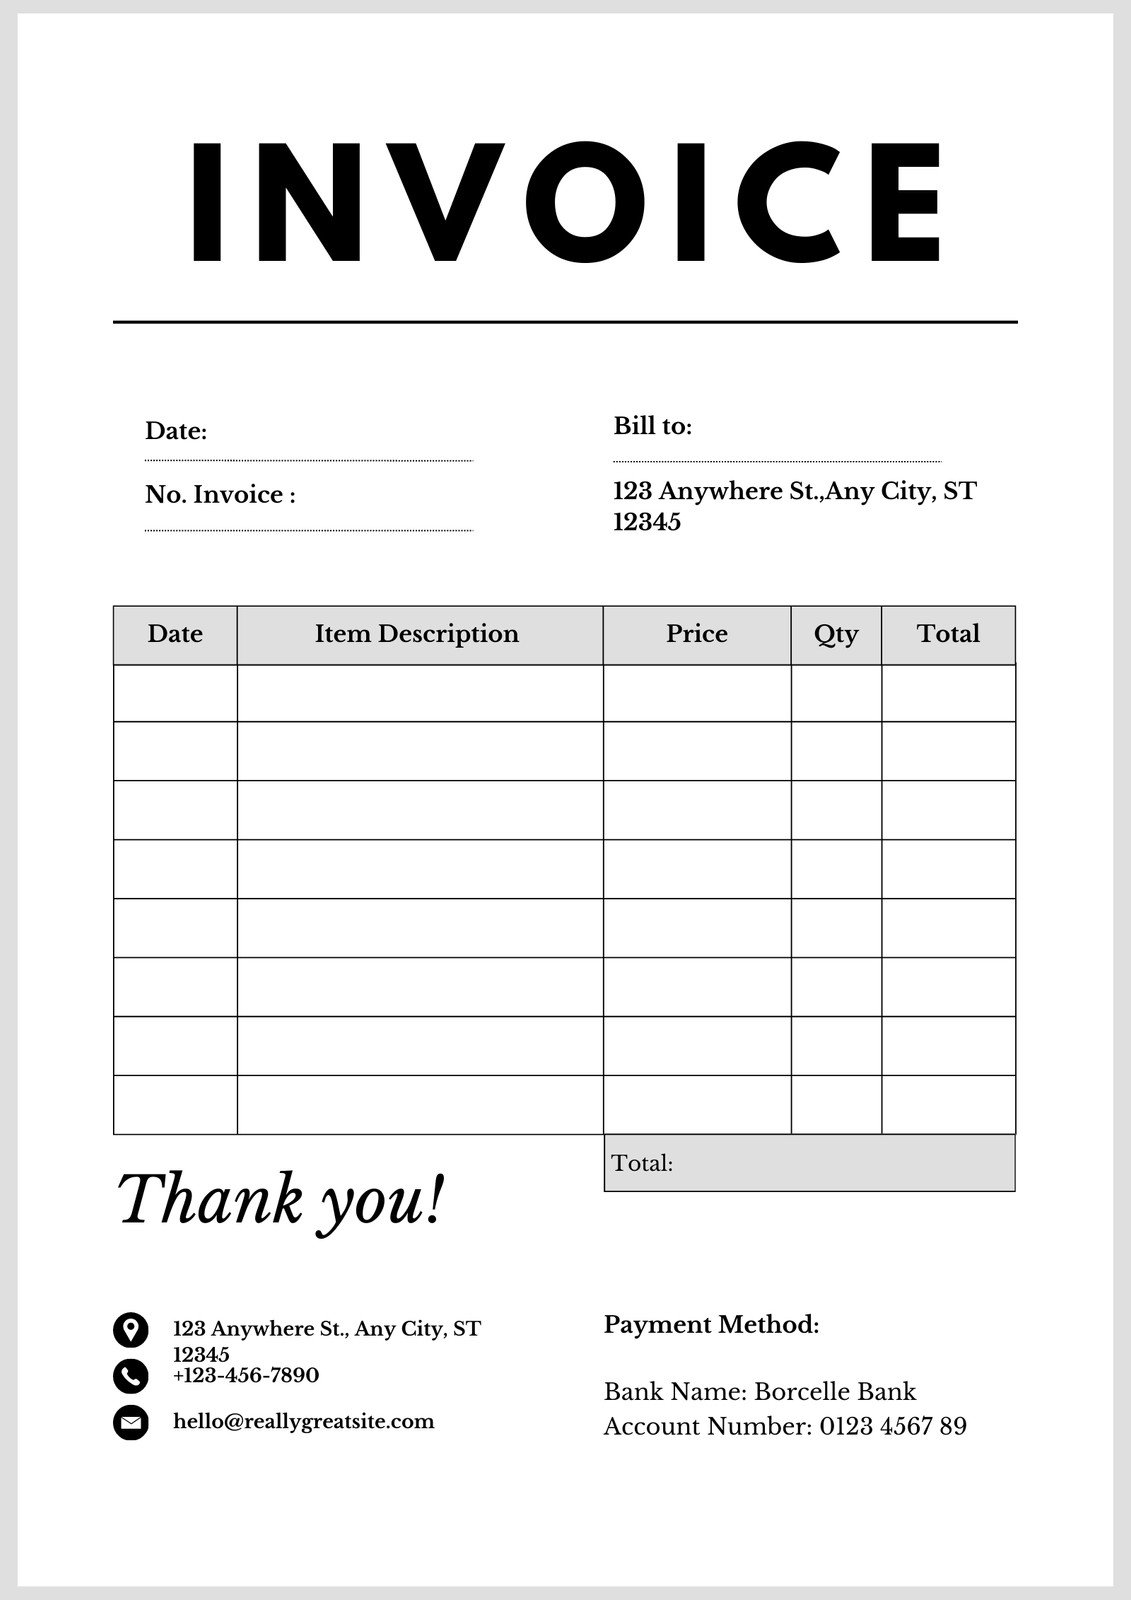 INVOICE
Date:
No. Invoice :
Bill to:
123 Anywhere St.,Any City, ST
12345
Date Item Description Price Qty Total
Total:
Thank you!
123 Anywhere St., Any City, ST
12345
+123-456-7890
hello@reallygreatsite.com
Payment Method:
Bank Name: Borcelle Bank
Account Number: 0123 4567 89